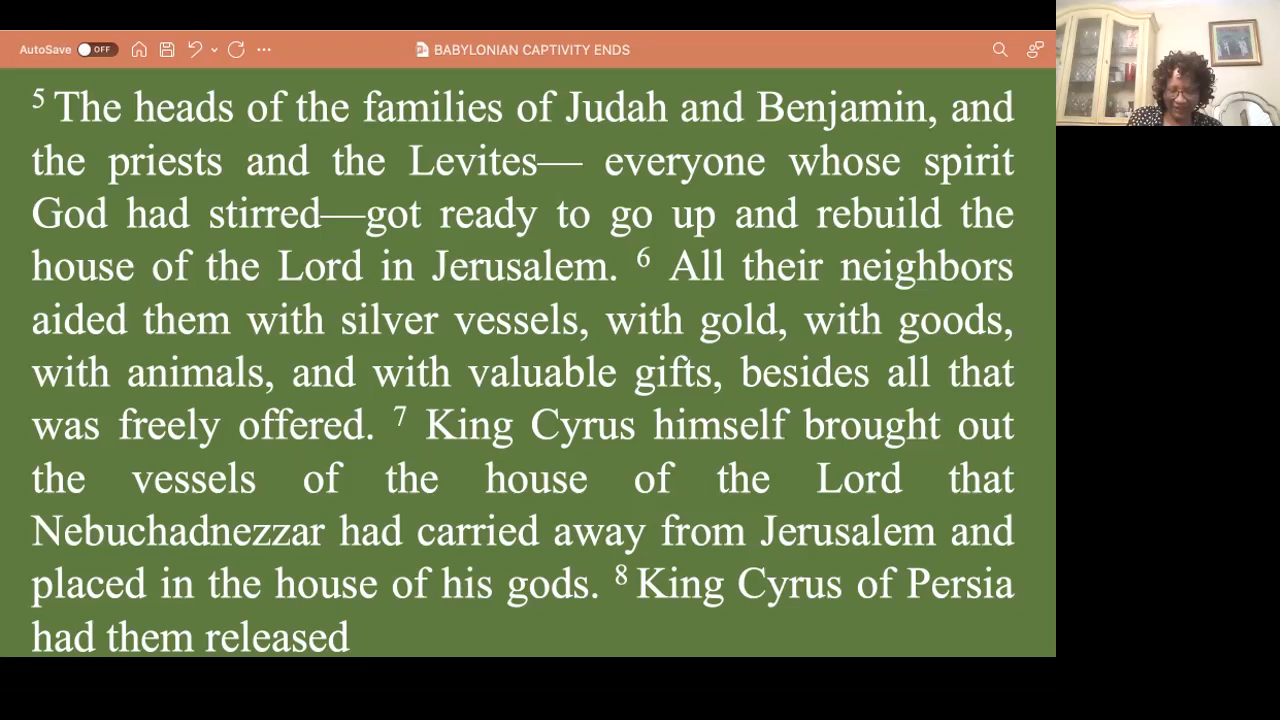 AutoSave OFF
BABYLONIAN CAPTIVITY ENDS
5 The heads of the families of Judah and Benjamin, and
the priests and the Levites— everyone whose spirit
God had stirred—got ready to go up and rebuild the
house of the Lord in Jerusalem. 6 All their neighbors
aided them with silver vessels, with gold, with goods,
with animals, and with valuable gifts, besides all that
was freely offered. 7 King Cyrus himself brought out
the vessels of the house of the Lord that
Nebuchadnezzar had carried away from Jerusalem and
placed in the house of his gods. 8 King Cyrus of Persia
had them released